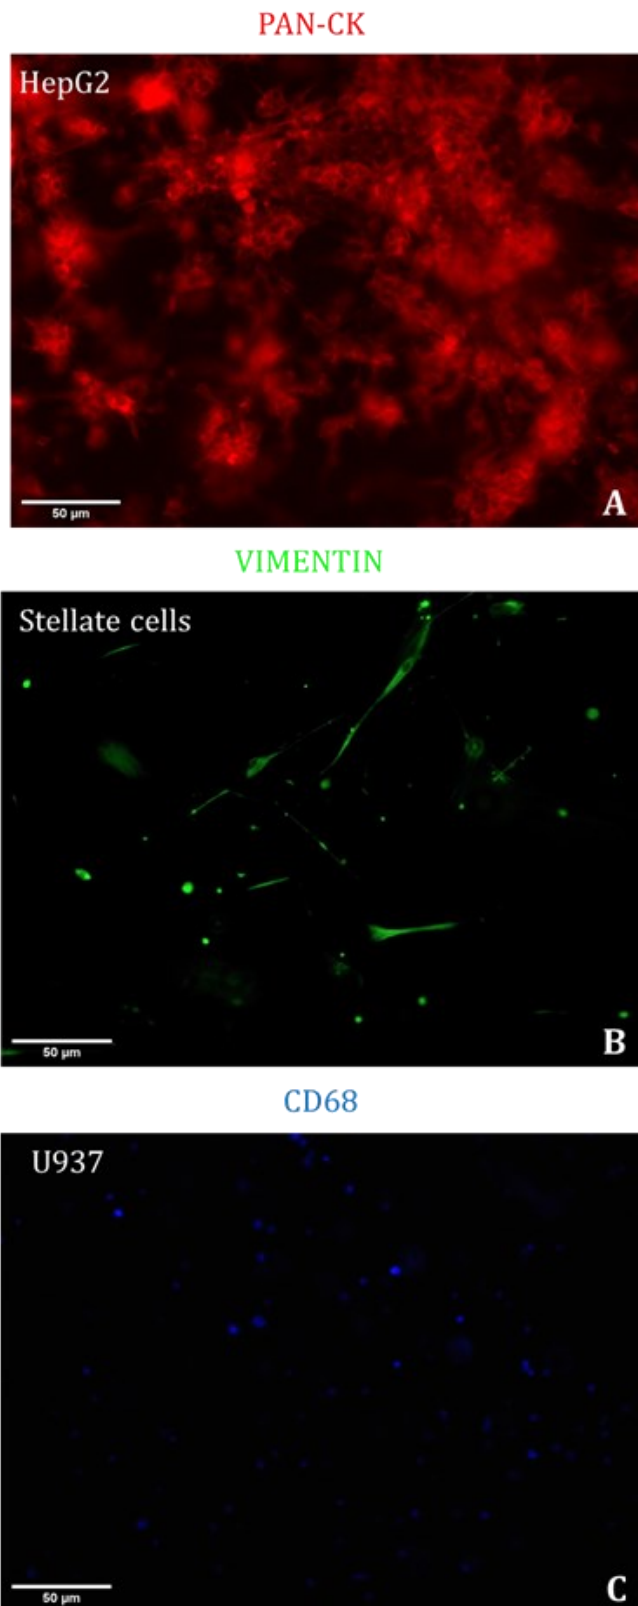 PAN-CK
HepG2
50 µm
A
VIMENTIN
Stellate cells
50 µm
B
CD68
U937
50 µm
C